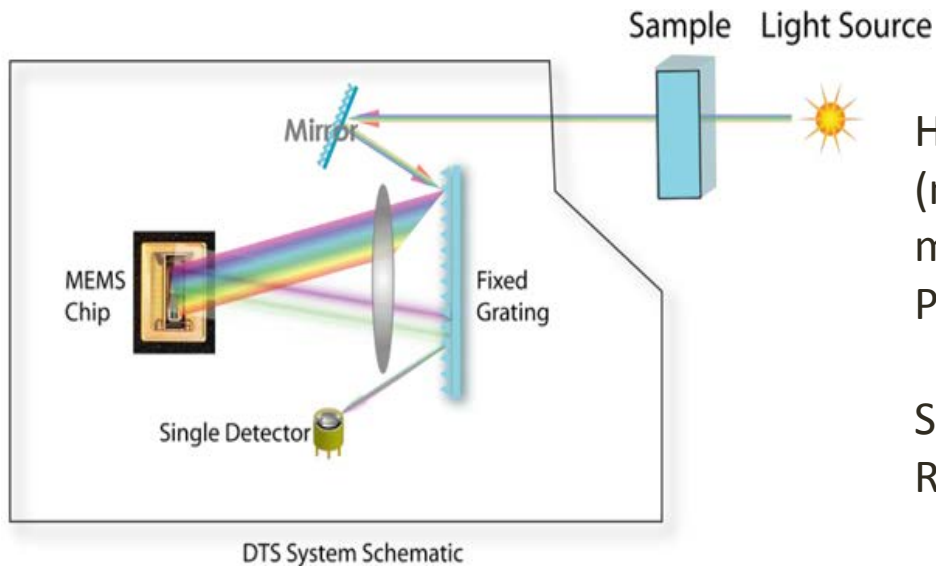 Sample Light Source
Mirror
MEMS
Chip
Fixed
Grating
Single Detector
DTS System Schematic
H
(r
m
P
S
R